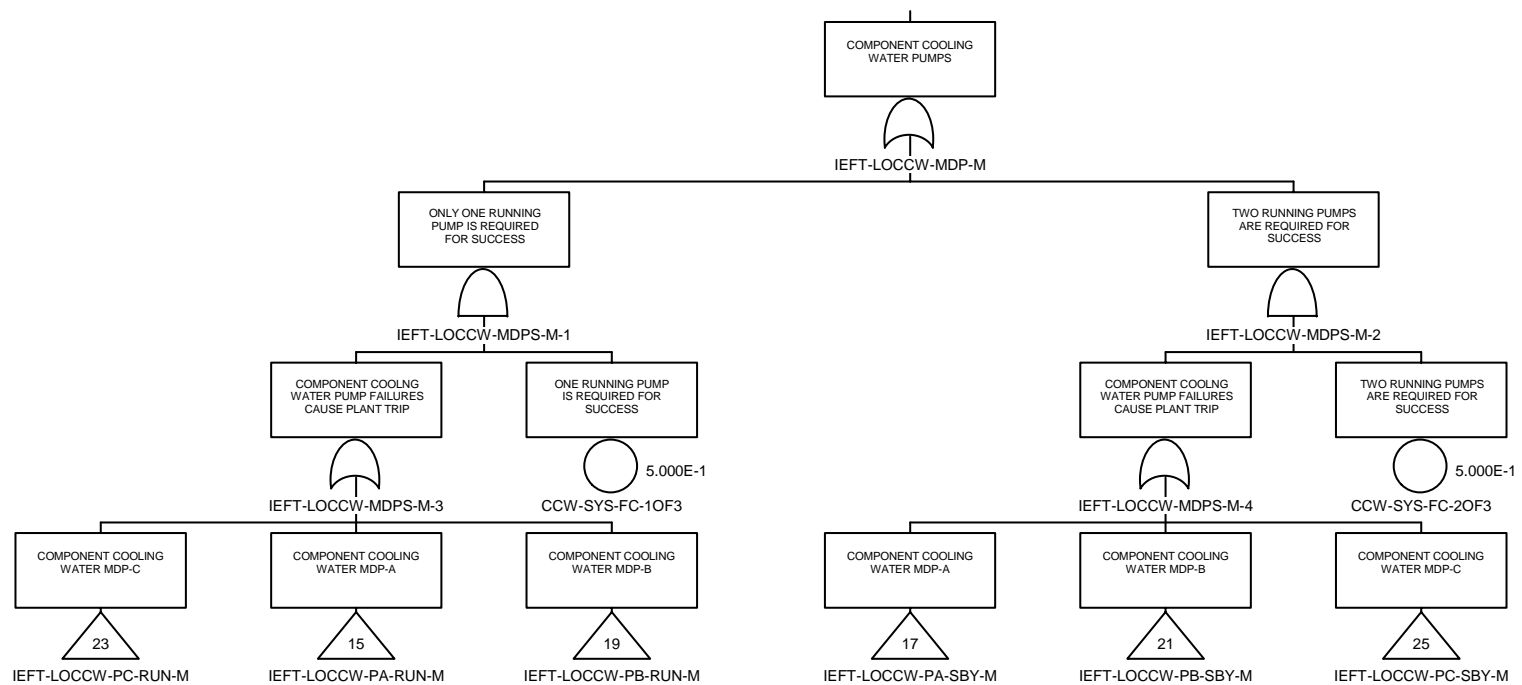 COMPONENT COOLING
WATER PUMPS
IEFT-LOCCW-MDP-M
ONLY ONE RUNNING
PUMP IS REQUIRED
FOR SUCCESS
TWO RUNNING PUMPS
ARE REQUIRED FOR
SUCCESS
IEFT-LOCCW-MDPS-M-1
IEFT-LOCCW-MDPS-M-2
COMPONENT COOLNG
WATER PUMP FAILURES
CAUSE PLANT TRIP
ONE RUNNING PUMP
IS REQUIRED FOR
SUCCESS
COMPONENT COOLNG
WATER PUMP FAILURES
CAUSE PLANT TRIP
TWO RUNNING PUMPS
ARE REQUIRED FOR
SUCCESS
5.000E-1
5.000E-1
IEFT-LOCCW-MDPS-M-3
CCW-SYS-FC-1OF3
IEFT-LOCCW-MDPS-M-4
CCW-SYS-FC-2OF3
COMPONENT COOLING
WATER MDP-C
COMPONENT COOLING
WATER MDP-A
COMPONENT COOLING
WATER MDP-B
COMPONENT COOLING
WATER MDP-A
COMPONENT COOLING
WATER MDP-B
COMPONENT COOLING
WATER MDP-C
23
15
19
17
21
25
IEFT-LOCCW-PC-RUN-M
IEFT-LOCCW-PA-RUN-M
IEFT-LOCCW-PB-RUN-M
IEFT-LOCCW-PA-SBY-M
IEFT-LOCCW-PB-SBY-M
IEFT-LOCCW-PC-SBY-M